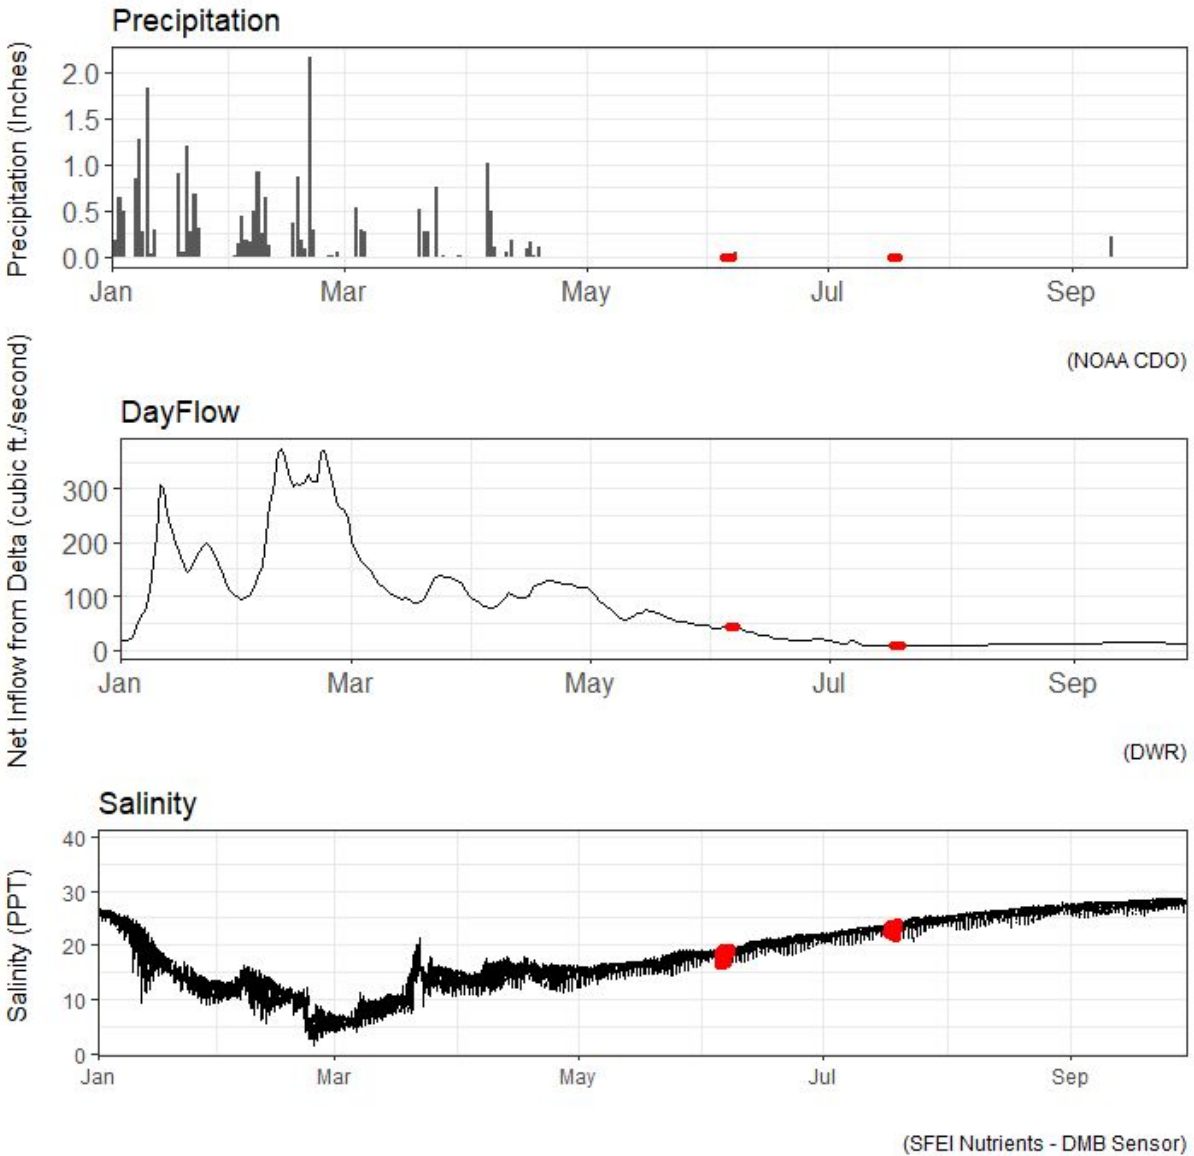 Precipitation
Precipitation (Inches)
2.0
1.5
1.0
0.5
0.0
Jan Mar May Jul Sep
(NOAA CDO)
DayFlow
Net Inflow from Delta (cubic ft./second)
300
200
100
0
Jan Mar May Jul Sep
(DWR)
Salinity
Salinity (PPT)
40
30
20
10
0
Jan Mar May Jul Sep
(SFEI Nutrients - DMB Sensor)